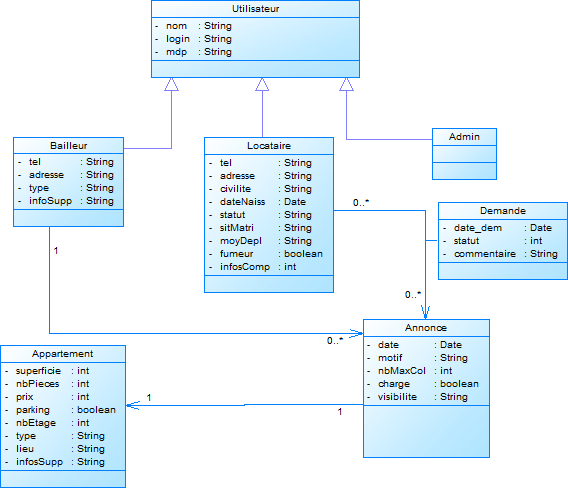 Utilisateur
- nom : String
- login : String
- mdp : String
Bailleur
- tel : String
- adresse : String
- type : String
- infoSupp : String
Locataire
- tel : String
- adresse : String
- civilite : String
- dateNaiss : Date
- statut : String
- sitMatri : String
- moyDepl : String
- fumeur : boolean
- infosComp : int
Admin
0..*
Demande
- date_dem : Date
- statut : int
- commentaire : String
1
0..*
0..*
Annonce
- date : Date
- motif : String
- nbMaxCol : int
- charge : boolean
- visibilite : String
Appartement
- superficie : int
- nbPieces : int
- prix : int
- parking : boolean
- nbEtage : int
- type : String
- lieu : String
- infosSupp : String
1
1